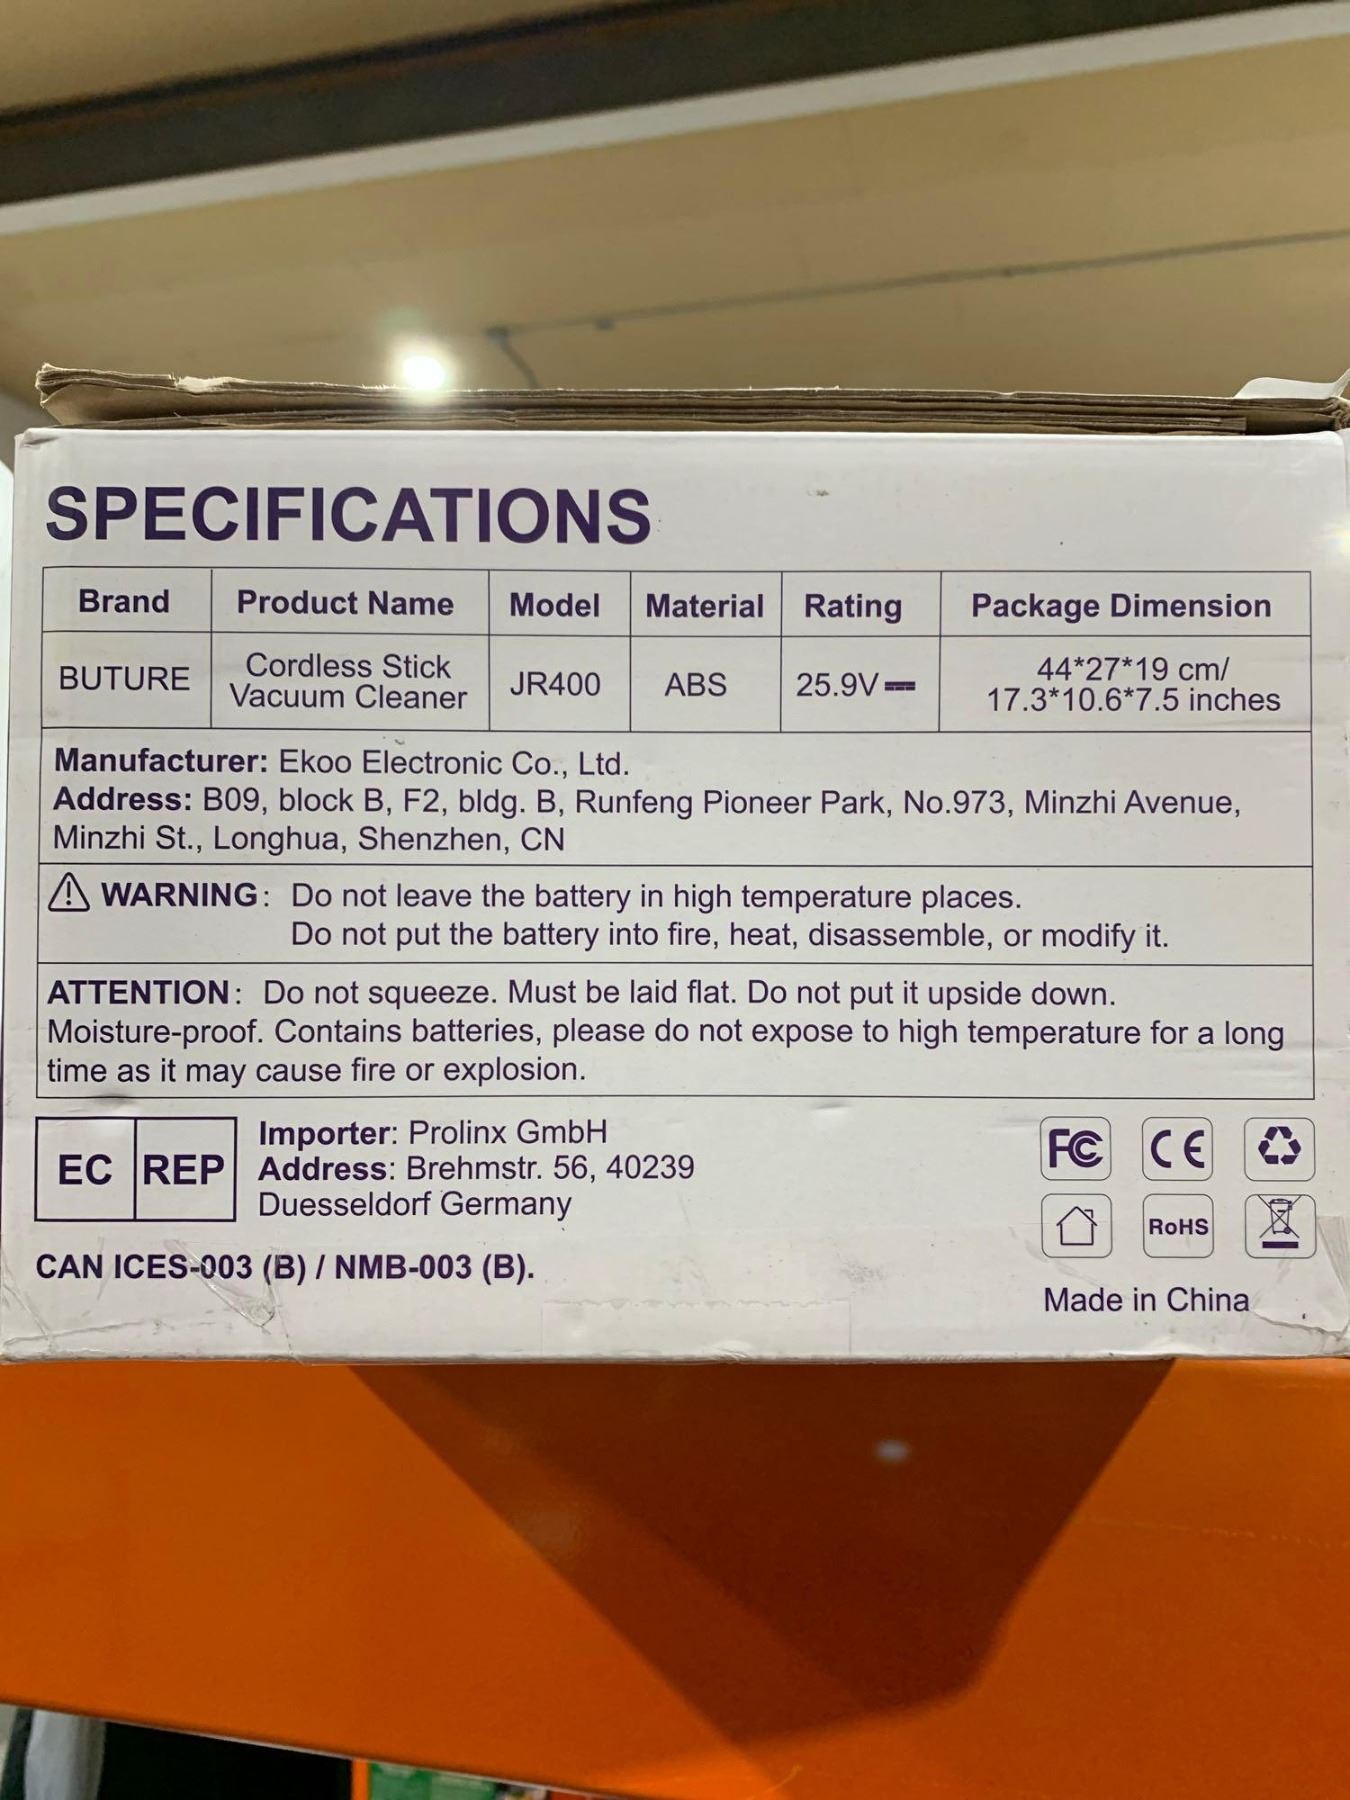 SPECIFICATIONS
Brand Product Name Model Material Rating Package Dimension
BUTURE Cordless Stick Vacuum Cleaner JR400 ABS 25.9V 44*27*19 cm/ 17.3*10.6*7.5 inches
Manufacturer: Ekoo Electronic Co., Ltd.
Address: B09, block B, F2, bldg. B, Runfeng Pioneer Park, No.973, Minzhi Avenue,
Minzhi St., Longhua, Shenzhen, CN
WARNING: Do not leave the battery in high temperature places.
Do not put the battery into fire, heat, disassemble, or modify it.
ATTENTION: Do not squeeze. Must be laid flat. Do not put it upside down.
Moisture-proof. Contains batteries, please do not expose to high temperature for a long
time as it may cause fire or explosion.
EC REP
Importer: Prolinx GmbH
Address: Brehmstr. 56, 40239
Duesseldorf Germany
CAN ICES-003 (B) / NMB-003 (B).
FC CE
RoHS
Made in China